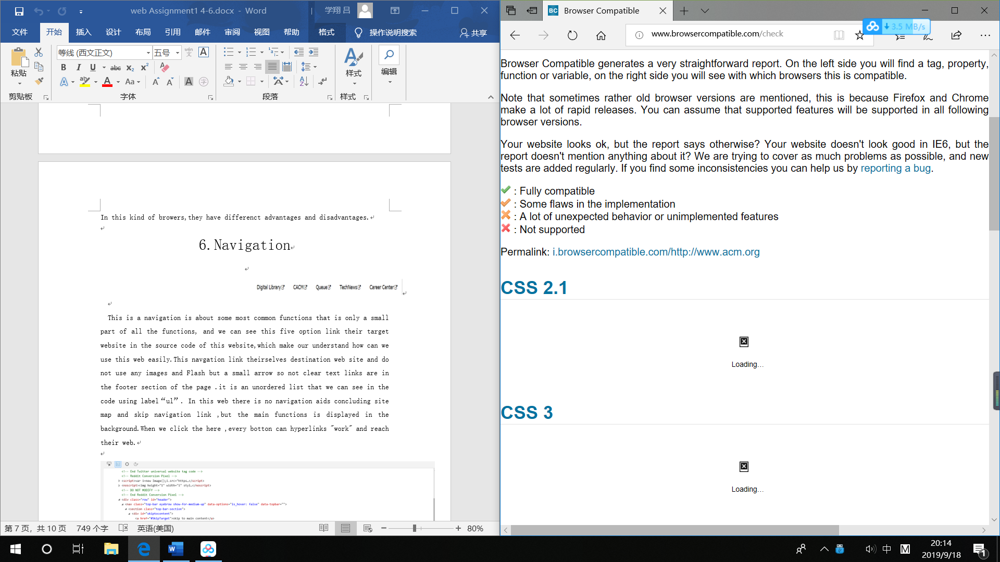 web Assignment1 4-6.docx - Word
学翔 吕
文件 开始 插入 设计 布局 引用 邮件 审阅 视图 帮助 格式 操作说明搜索 共享
等线 (西文正文) 五号
粘贴
样式
编辑
剪贴板 字体 段落 样式
In this kind of browers,they have differenct advantages and disadvantages.
6.Navigation
Digital Library CACM Queue TechNews Career Center
This is a navigation is about some most common functions that is only a small
part of all the functions, and we can see this five option link their target
website in the source code of this website,which make our understand how can we
use this web easily.This navgation link theirselves destination web site and do
not use any images and Flash but a small arrow so not clear text links are in
the footer section of the page .it is an unordered list that we can see in the
code using label“ul”. In this web there is no navigation aids concluding site
map and skip navigation link ,but the main functions is displayed in the
background.When we click the here ,every botton can hyperlinks "work" and reach
their web.
<!-- End Twitter universal website tag code -->
<!-- Reddit Conversion Pixel -->
<script>var i=new Image();i.src="https…</script>
<noscript><img height="1" width="1" styl…</noscript>
<!-- DO NOT MODIFY -->
<!-- End Reddit Conversion Pixel -->
<div class="row" id="header">
<nav class="top-bar eyebrow show-for-medium-up" data-options="is_hover: false" data-topbar="">
<section class="top-bar-section">
<div id="skiptocontent">
<a href="#SkipTarget">skip to main content</a>
第 7 页，共 10 页 749 个字 英语(美国) 80%
BC Browser Compatible
www.browsercompatible.com/check
3.5 MB/s
Browser Compatible generates a very straightforward report. On the left side you will find a tag, property,
function or variable, on the right side you will see with which browsers this is compatible.
Note that sometimes rather old browser versions are mentioned, this is because Firefox and Chrome
make a lot of rapid releases. You can assume that supported features will be supported in all following
browser versions.
Your website looks ok, but the report says otherwise? Your website doesn't look good in IE6, but the
report doesn't mention anything about it? We are trying to cover as much problems as possible, and new
tests are added regularly. If you find some inconsistencies you can help us by reporting a bug.
: Fully compatible
: Some flaws in the implementation
: A lot of unexpected behavior or unimplemented features
: Not supported
Permalink: i.browsercompatible.com/http://www.acm.org
CSS 2.1
Loading...
CSS 3
Loading...
中 M
20:14
2019/9/18
1